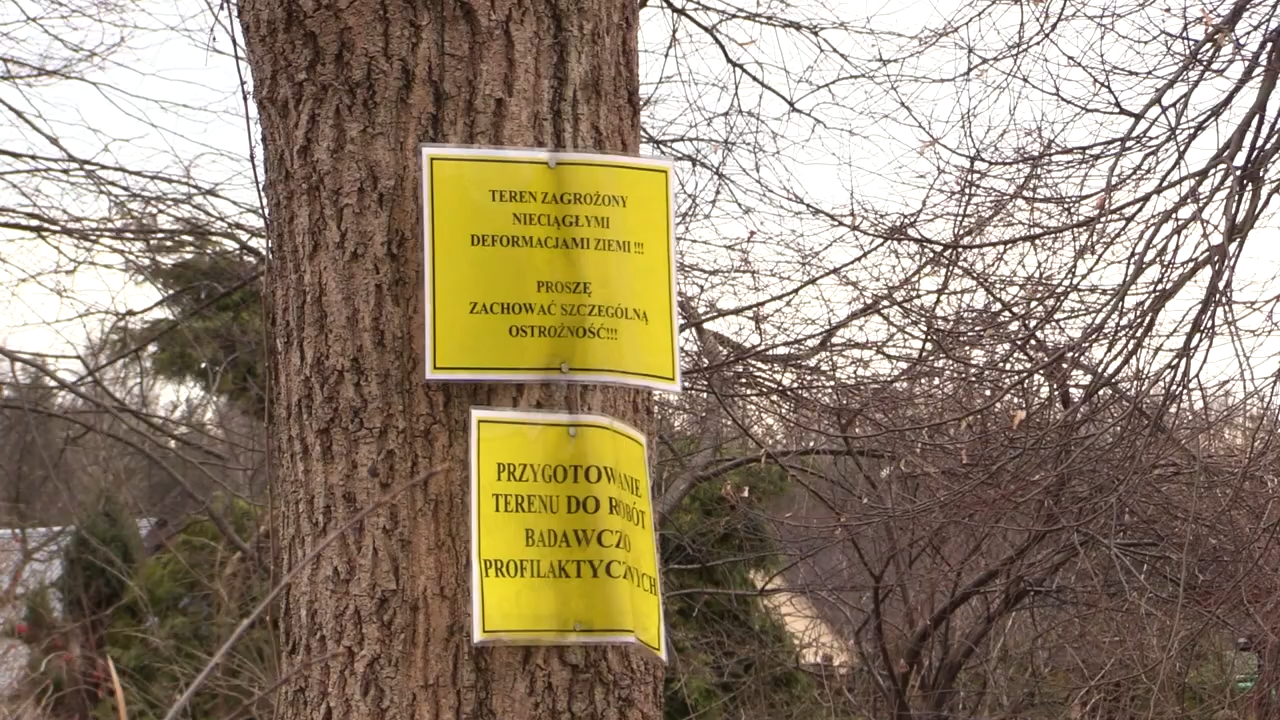 TEREN ZAGROŻONY
NIECIĄGŁYMI
DEFORMACJAMI ZIEMI !!!
PROSZĘ
ZACHOWAĆ SZCZEGÓLNĄ
OSTROŻNOŚĆ!!!
PRZYGOTOWANIE
TERENU DO ROBÓT
BADAWCZO
PROFILAKTYCZNYCH